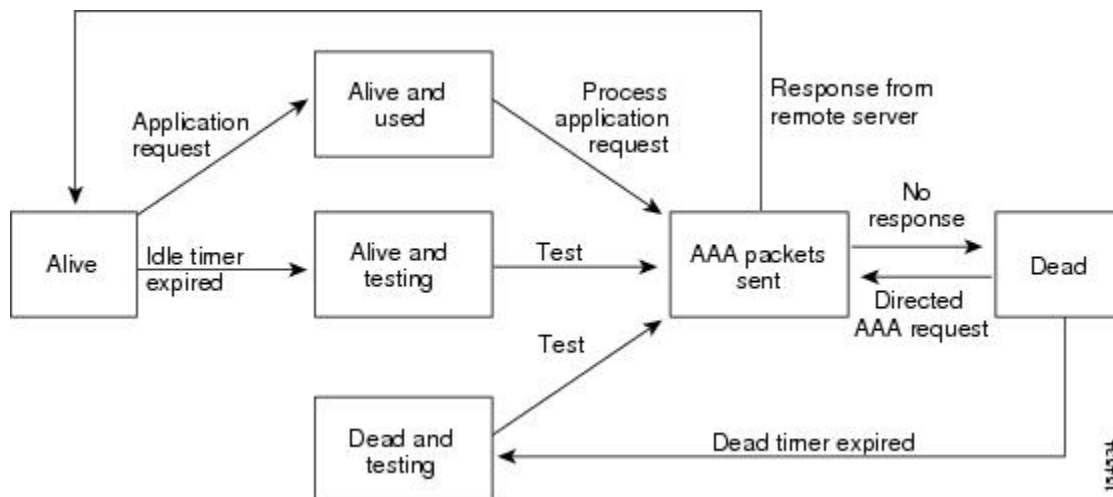 Alive and
used
Application
request
Process
application
request
Response from
remote server
Alive
Idle timer
expired
Alive and
testing
Test
AAA packets
sent
No
response
Directed
AAA request
Dead
Test
Dead and
testing
Dead timer expired